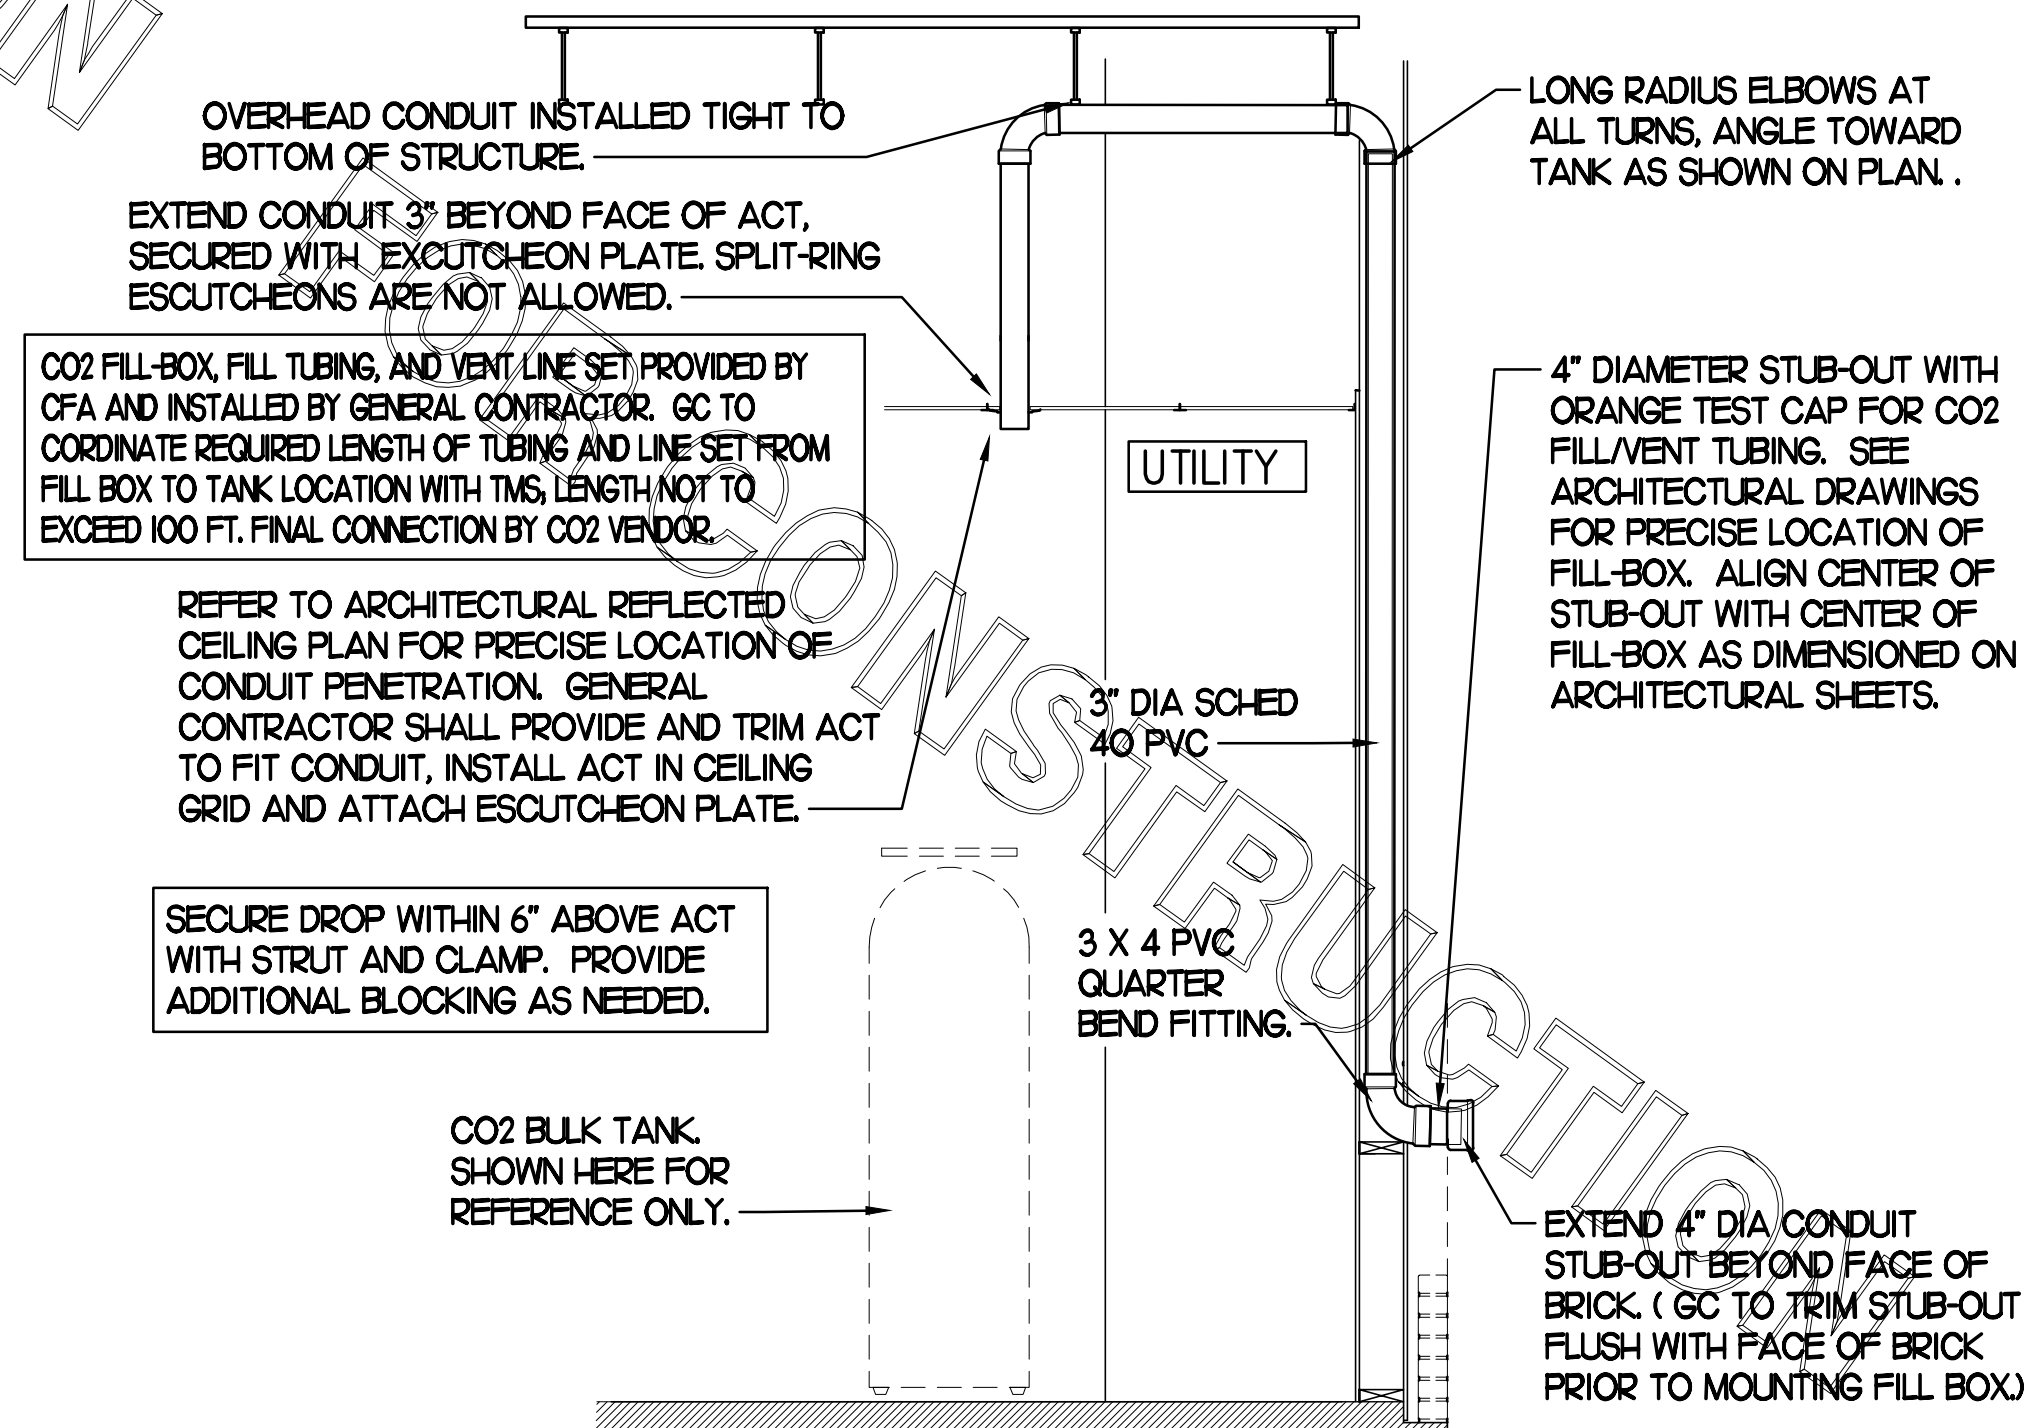 OVERHEAD CONDUIT INSTALLED TIGHT TO
BOTTOM OF STRUCTURE.
EXTEND CONDUIT 3" BEYOND FACE OF ACT,
SECURED WITH EXCUTCHEON PLATE. SPLIT-RING
ESCUTCHEONS ARE NOT ALLOWED.
CO2 FILL-BOX, FILL TUBING, AND VENT LINE SET PROVIDED BY
CFA AND INSTALLED BY GENERAL CONTRACTOR. GC TO
CORDINATE REQUIRED LENGTH OF TUBING AND LINE SET FROM
FILL BOX TO TANK LOCATION WITH TMS; LENGTH NOT TO
EXCEED 100 FT. FINAL CONNECTION BY CO2 VENDOR.
REFER TO ARCHITECTURAL REFLECTED
CEILING PLAN FOR PRECISE LOCATION OF
CONDUIT PENETRATION. GENERAL
CONTRACTOR SHALL PROVIDE AND TRIM ACT
TO FIT CONDUIT, INSTALL ACT IN CEILING
GRID AND ATTACH ESCUTCHEON PLATE.
SECURE DROP WITHIN 6" ABOVE ACT
WITH STRUT AND CLAMP. PROVIDE
ADDITIONAL BLOCKING AS NEEDED.
CO2 BULK TANK.
SHOWN HERE FOR
REFERENCE ONLY.
UTILITY
3" DIA SCHED
40 PVC
3 X 4 PVC
QUARTER
BEND FITTING.
LONG RADIUS ELBOWS AT
ALL TURNS, ANGLE TOWARD
TANK AS SHOWN ON PLAN. .
4" DIAMETER STUB-OUT WITH
ORANGE TEST CAP FOR CO2
FILL/VENT TUBING. SEE
ARCHITECTURAL DRAWINGS
FOR PRECISE LOCATION OF
FILL-BOX. ALIGN CENTER OF
STUB-OUT WITH CENTER OF
FILL-BOX AS DIMENSIONED ON
ARCHITECTURAL SHEETS.
EXTEND 4" DIA CONDUIT
STUB-OUT BEYOND FACE OF
BRICK. ( GC TO TRIM STUB-OUT
FLUSH WITH FACE OF BRICK
PRIOR TO MOUNTING FILL BOX.)
FOR CONSTRUCTION